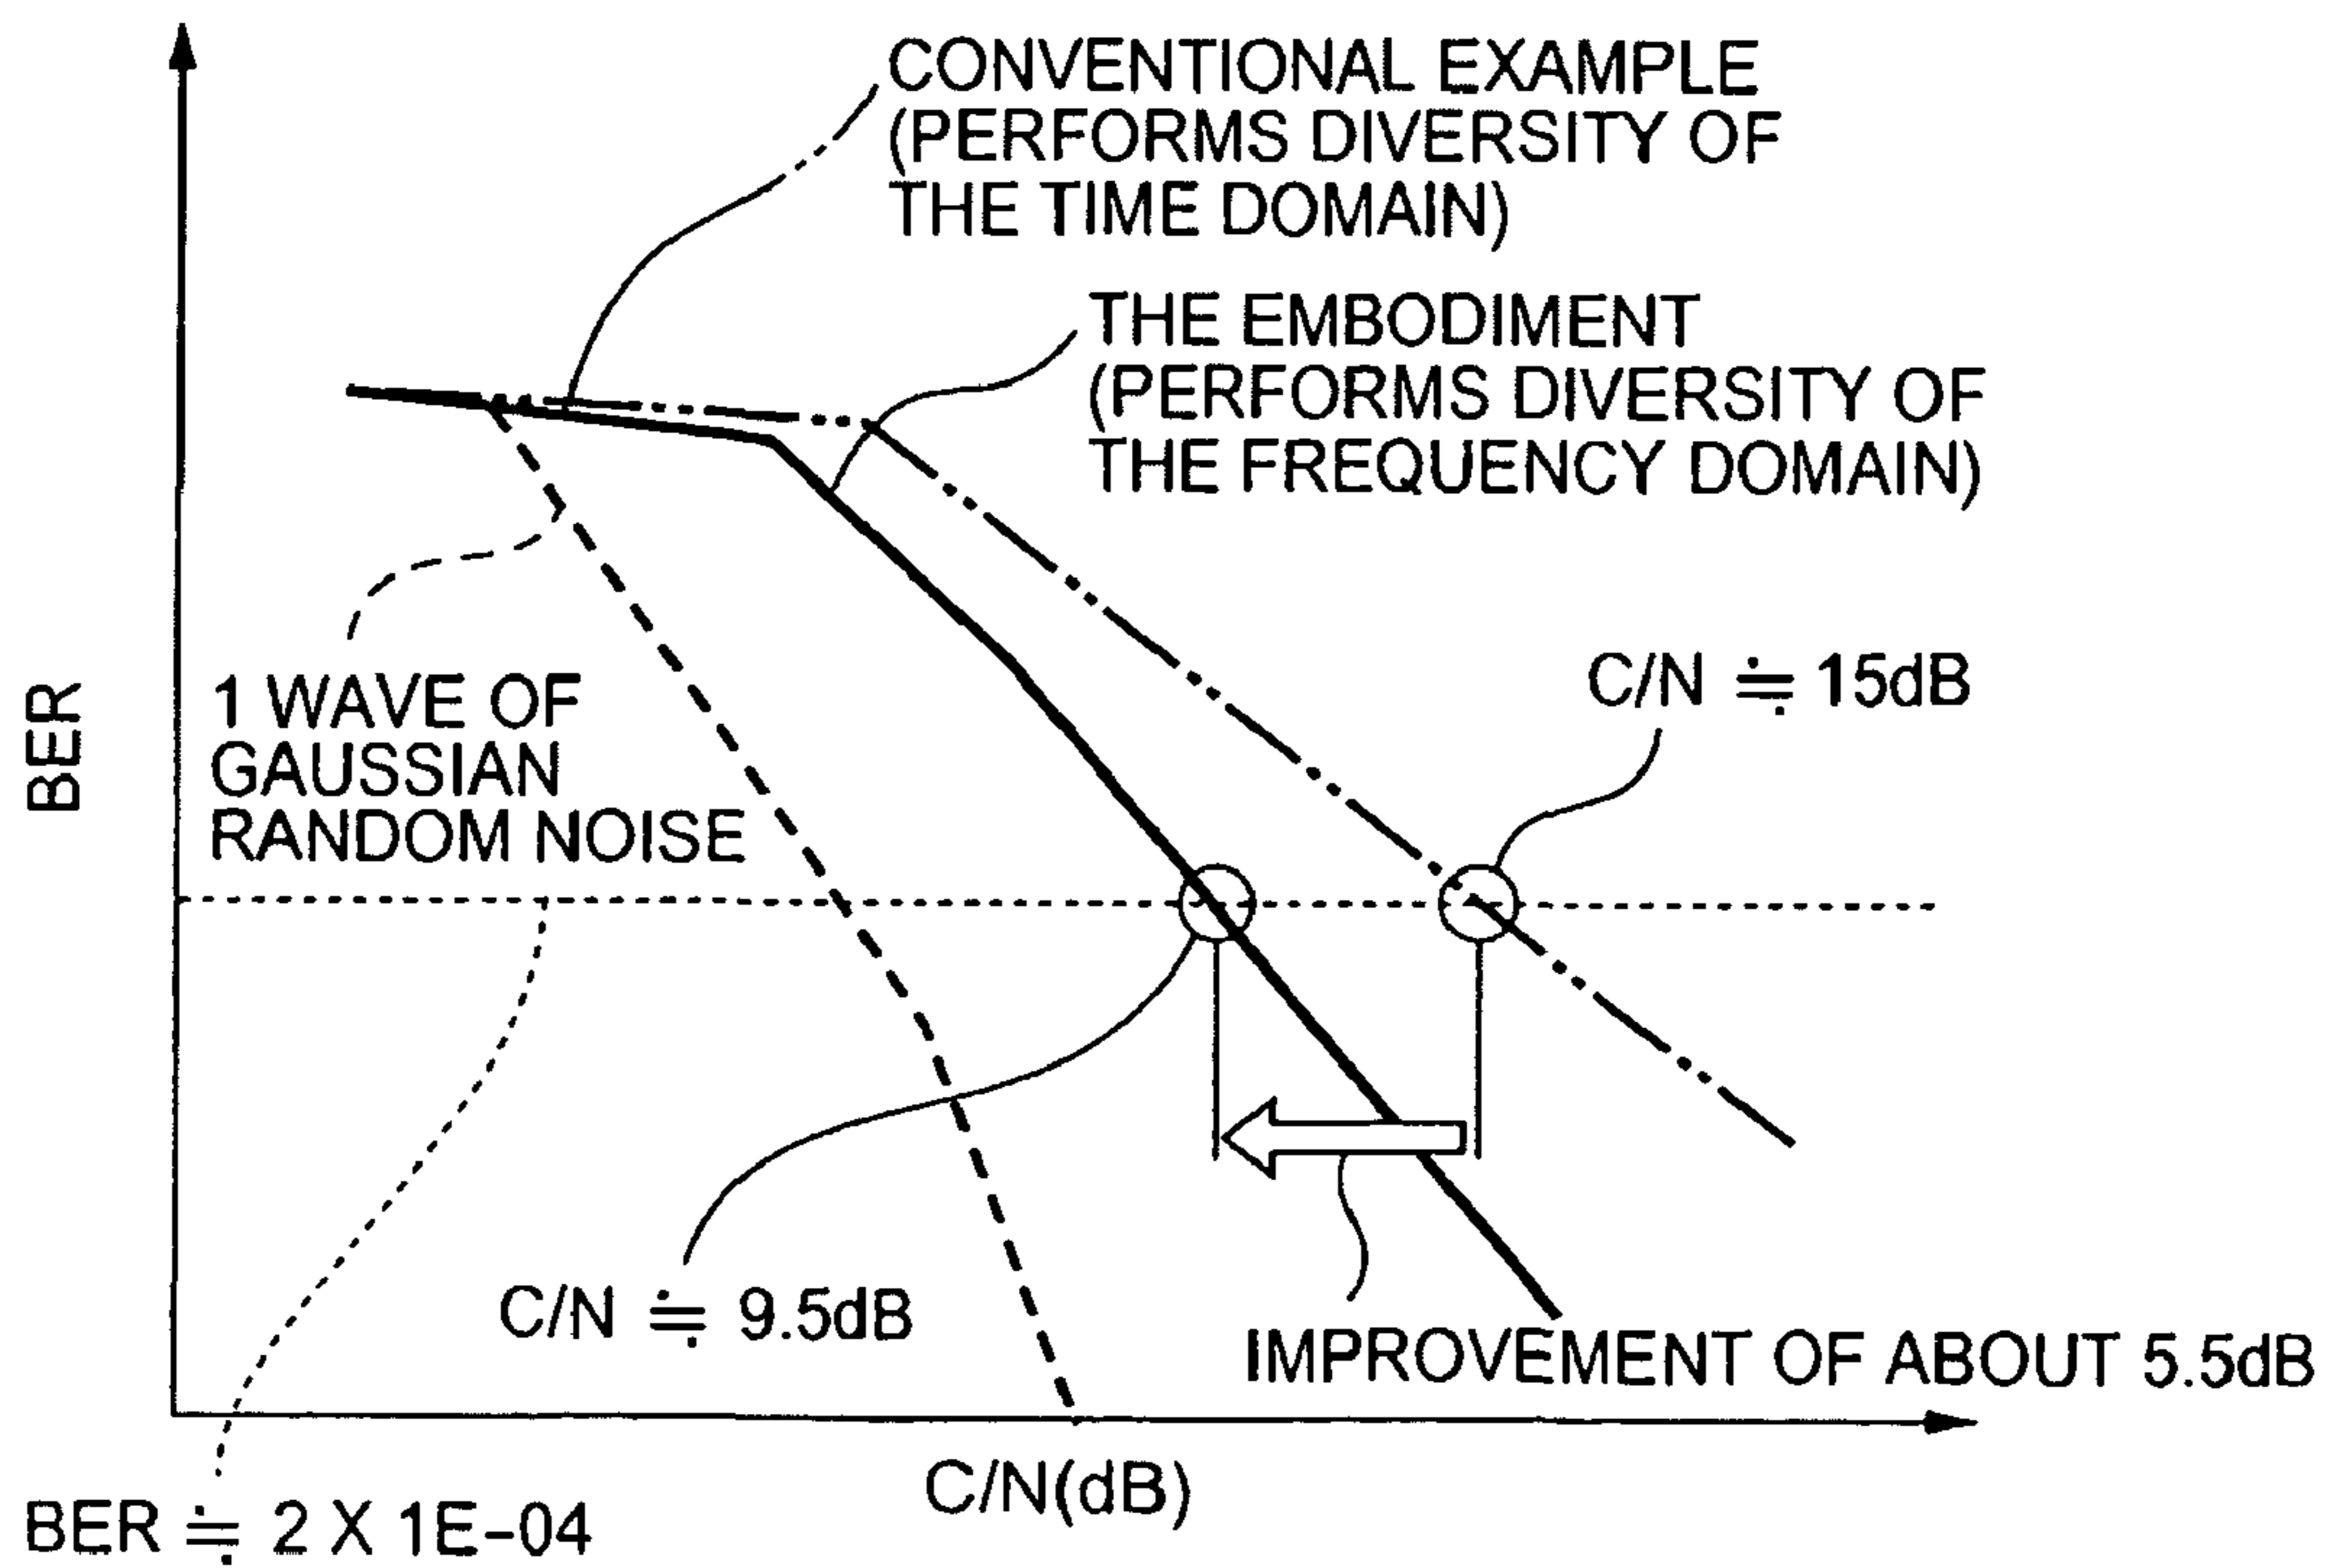 CONVENTIONAL EXAMPLE
(PERFORMS DIVERSITY OF
THE TIME DOMAIN)
THE EMBODIMENT
(PERFORMS DIVERSITY OF
THE FREQUENCY DOMAIN)
C/N ≒ 15dB
1 WAVE OF
GAUSSIAN
RANDOM NOISE
BER
C/N ≒ 9.5dB
IMPROVEMENT OF ABOUT 5.5dB
C/N(dB)
BER ≒ 2 X 1E-04